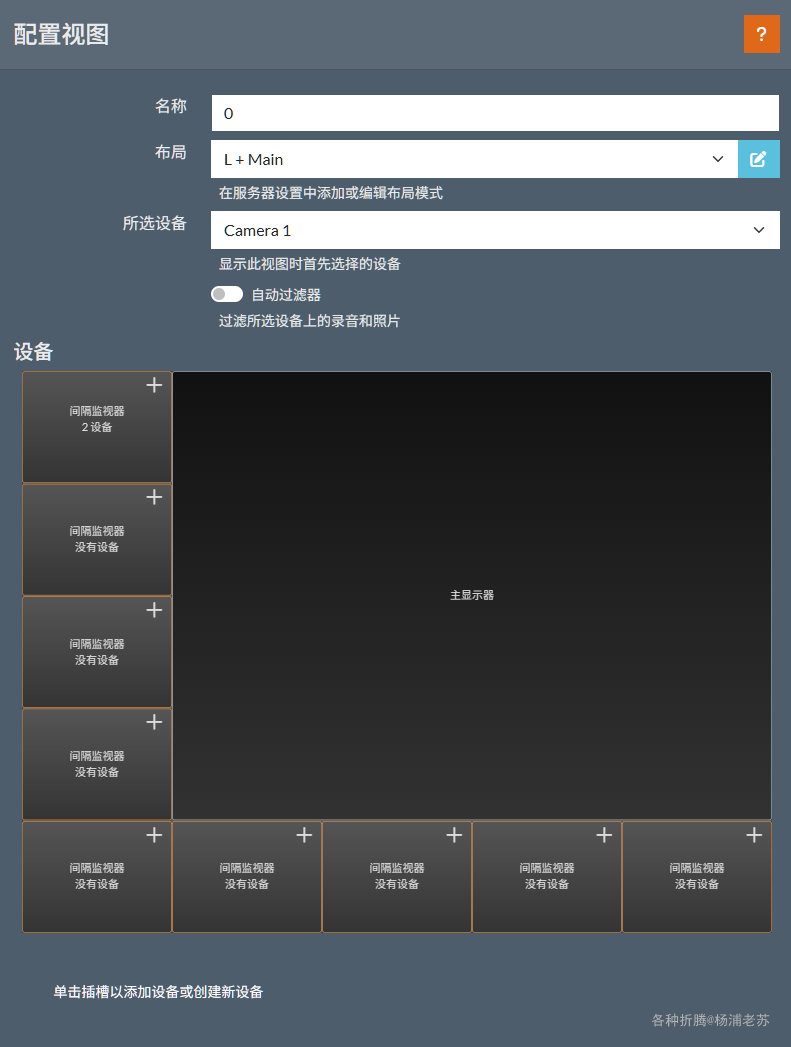 配置视图
?
名称
0
布局
L + Main
在服务器设置中添加或编辑布局模式
所选设备
Camera 1
显示此视图时首先选择的设备
自动过滤器
过滤所选设备上的录音和照片
设备
间隔监视器
2 设备
间隔监视器
没有设备
间隔监视器
没有设备
间隔监视器
没有设备
主显示器
间隔监视器
没有设备
间隔监视器
没有设备
间隔监视器
没有设备
间隔监视器
没有设备
间隔监视器
没有设备
单击插槽以添加设备或创建新设备
各种折腾@杨浦老苏